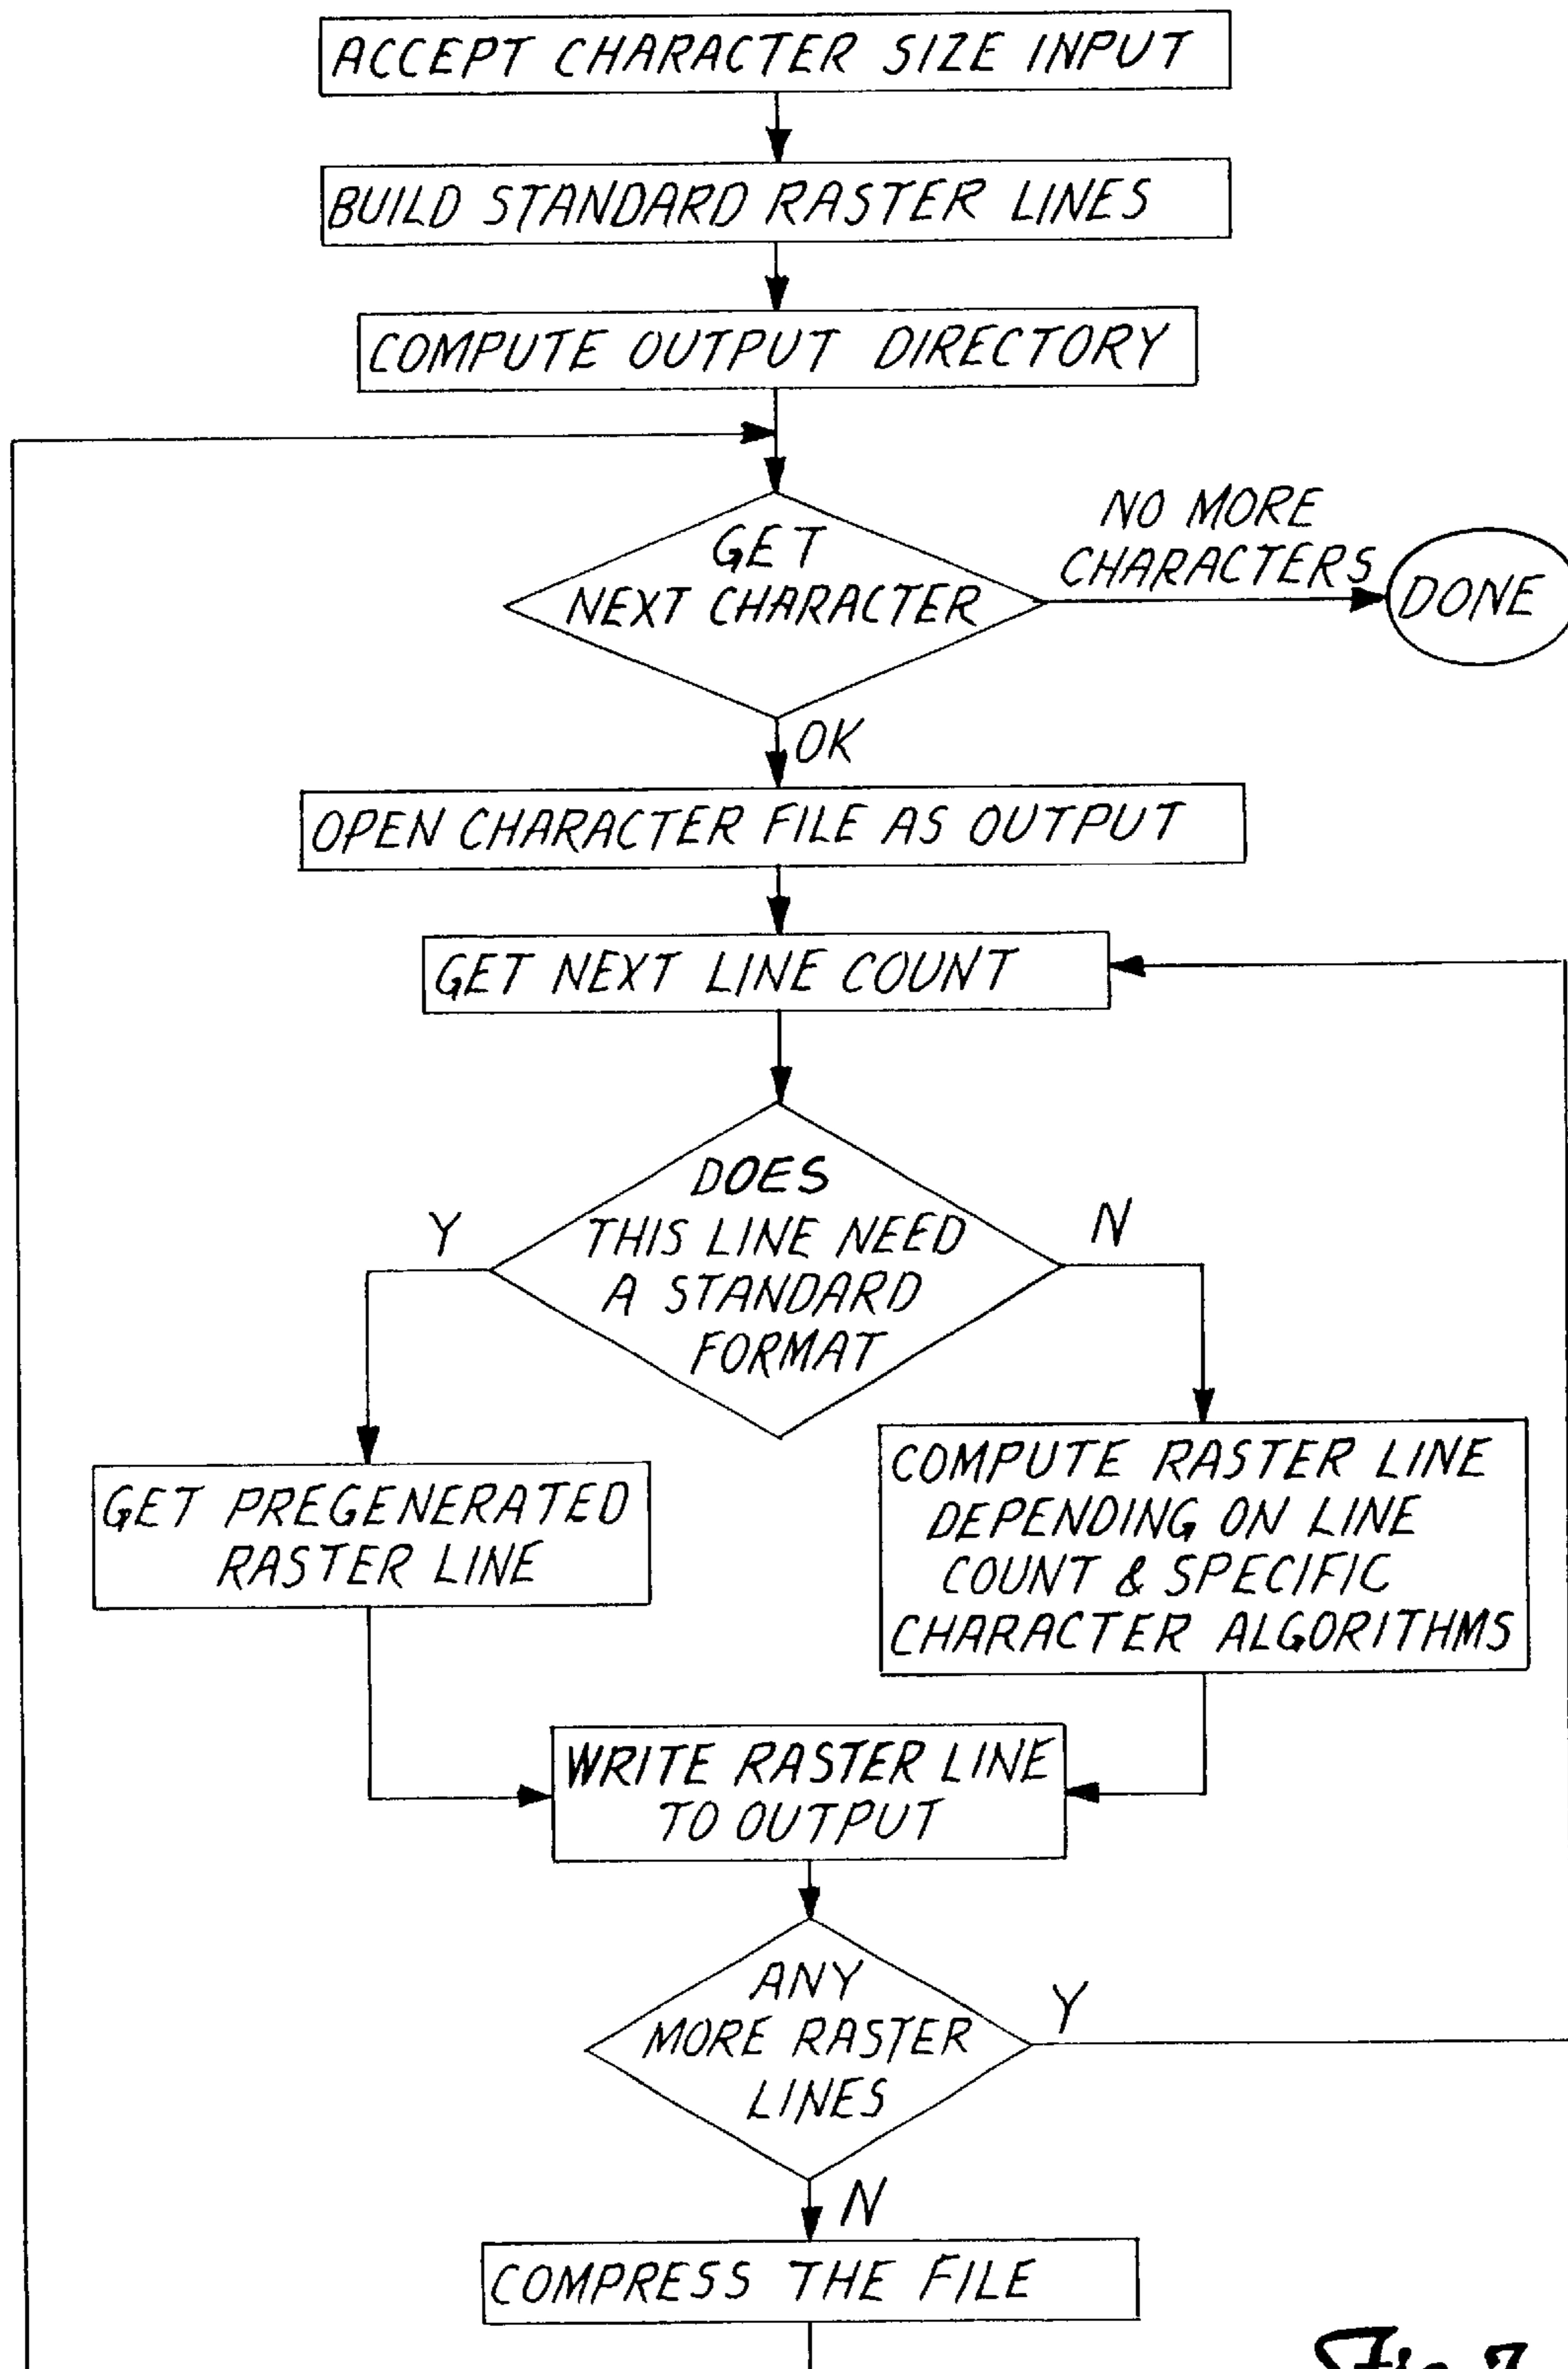 ACCEPT CHARACTER SIZE INPUT
BUILD STANDARD RASTER LINES
COMPUTE OUTPUT DIRECTORY
GET
NEXT CHARACTER
NO MORE
CHARACTERS
DONE
OK
OPEN CHARACTER FILE AS OUTPUT
GET NEXT LINE COUNT
DOES
THIS LINE NEED
A STANDARD
FORMAT
Y
N
GET PREGENERATED
RASTER LINE
COMPUTE RASTER LINE
DEPENDING ON LINE
COUNT & SPECIFIC
CHARACTER ALGORITHMS
WRITE RASTER LINE
TO OUTPUT
ANY
MORE RASTER
LINES
Y
N
COMPRESS THE FILE